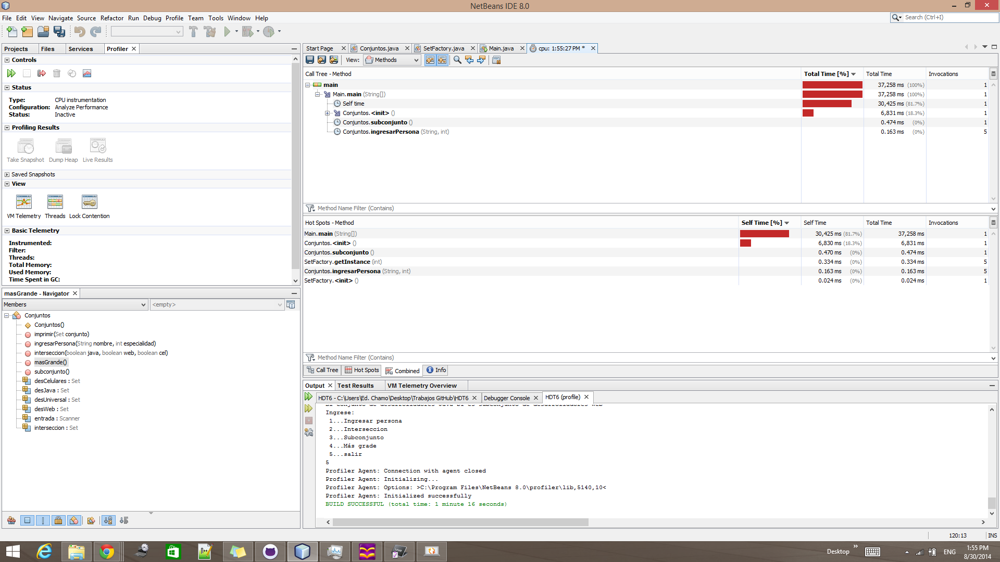 NetBeans IDE 8.0
File Edit View Navigate Source Refactor Run Debug Profile Team Tools Window Help
Search (Ctrl+I)
Projects Files Services Profiler
Controls
Status
Type: CPU instrumentation
Configuration: Analyze Performance
Status: Inactive
Profiling Results
Take Snapshot Dump Heap Live Results
Saved Snapshots
View
VM Telemetry Threads Lock Contention
Basic Telemetry
Instrumented:
Filter:
Threads:
Total Memory:
Used Memory:
Time Spent in GC:
masGrande - Navigator
Members <empty>
Conjuntos
Conjuntos()
imprimir(Set conjunto)
ingresarPersona(String nombre, int especialidad)
interseccion(boolean java, boolean web, boolean cel)
masGrande()
subconjunto()
desCelulares : Set
desJava : Set
desUniversal : Set
desWeb : Set
entrada : Scanner
interseccion : Set
Start Page Conjuntos.java SetFactory.java Main.java cpu: 1:55:27 PM *
View: Methods
Call Tree - Method Total Time [%] Total Time Invocations
main 37,258 ms (100%) 1
Main.main (String[]) 37,258 ms (100%) 1
Self time 30,425 ms (81.7%) 1
Conjuntos.<init> () 6,831 ms (18.3%) 1
Conjuntos.subconjunto () 0.474 ms (0%) 1
Conjuntos.ingresarPersona (String, int) 0.163 ms (0%) 5
Method Name Filter (Contains)
Hot Spots - Method Self Time [%] Self Time Total Time Invocations
Main.main (String[]) 30,425 ms (81.7%) 37,258 ms 1
Conjuntos.<init> () 6,830 ms (18.3%) 6,831 ms 1
Conjuntos.subconjunto () 0.470 ms (0%) 0.474 ms 1
SetFactory.getInstance (int) 0.334 ms (0%) 0.334 ms 5
Conjuntos.ingresarPersona (String, int) 0.163 ms (0%) 0.163 ms 5
SetFactory.<init> () 0.024 ms (0%) 0.024 ms 1
Method Name Filter (Contains)
Call Tree Hot Spots Combined Info
Output Test Results VM Telemetry Overview
HDT6 - C:\Users\Ed. Chamo\Desktop\Trabajos GitHub\HDT6 Debugger Console HDT6 (profile)
El conjunto de desarrolladores Java si es subconjunto de desarrolladores Web
Ingrese:
1...Ingresar persona
2...Interseccion
3...Subconjunto
4...Más grade
5...salir
5
Profiler Agent: Connection with agent closed
Profiler Agent: Initializing...
Profiler Agent: Options: >C:\Program Files\NetBeans 8.0\profiler\lib,5140,10<
Profiler Agent: Initialized successfully
BUILD SUCCESSFUL (total time: 1 minute 16 seconds)
120:13 INS
Desktop ENG 1:55 PM
8/30/2014